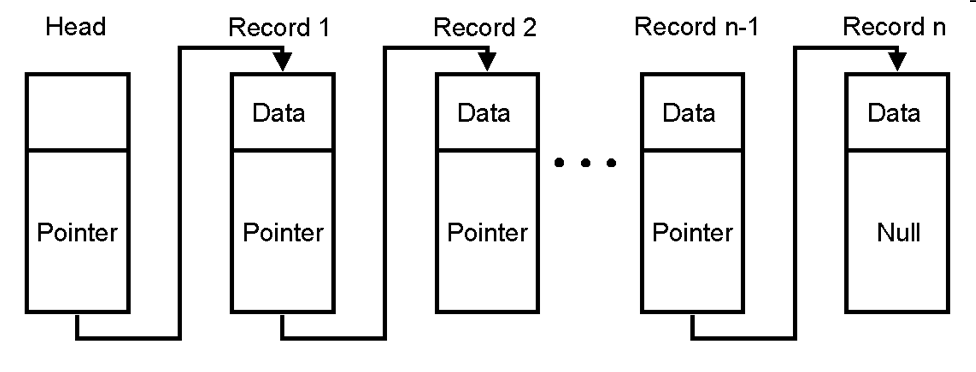 Head Record 1 Record 2 Record n-1 Record n
Data Data Data Data
Pointer Pointer Pointer Pointer Null